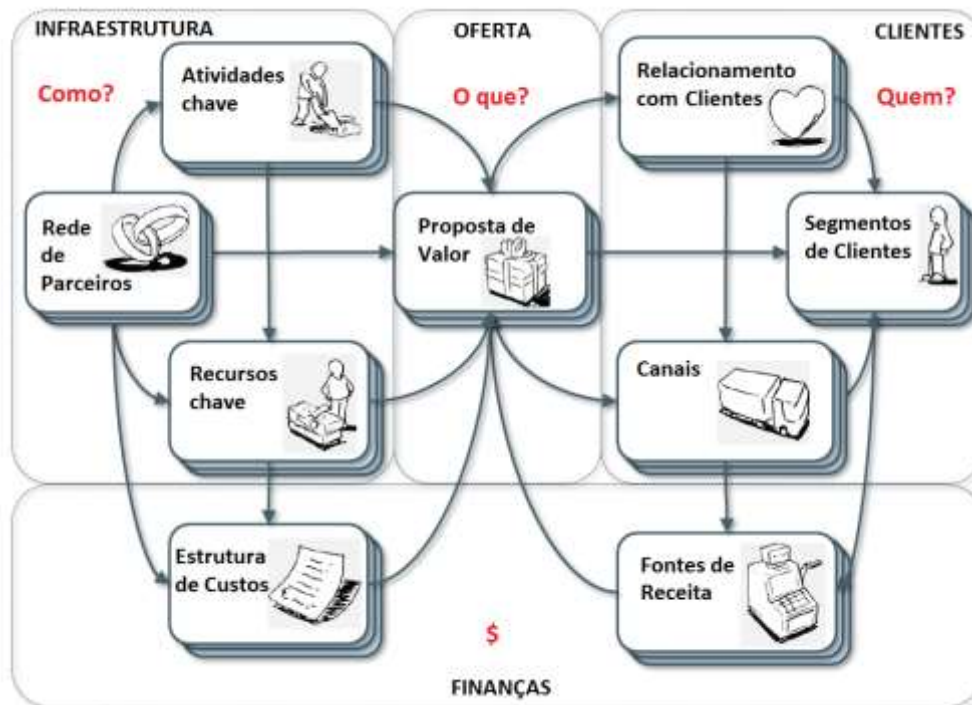 INFRAESTRUTURA
OFERTA
CLIENTES
Como?
Atividades
chave
O que?
Relacionamento
com Clientes
Quem?
Rede
de
Parceiros
Proposta de
Valor
Segmentos
de Clientes
Recursos
chave
Canais
Estrutura
de Custos
Fontes de
Receita
$
FINANÇAS